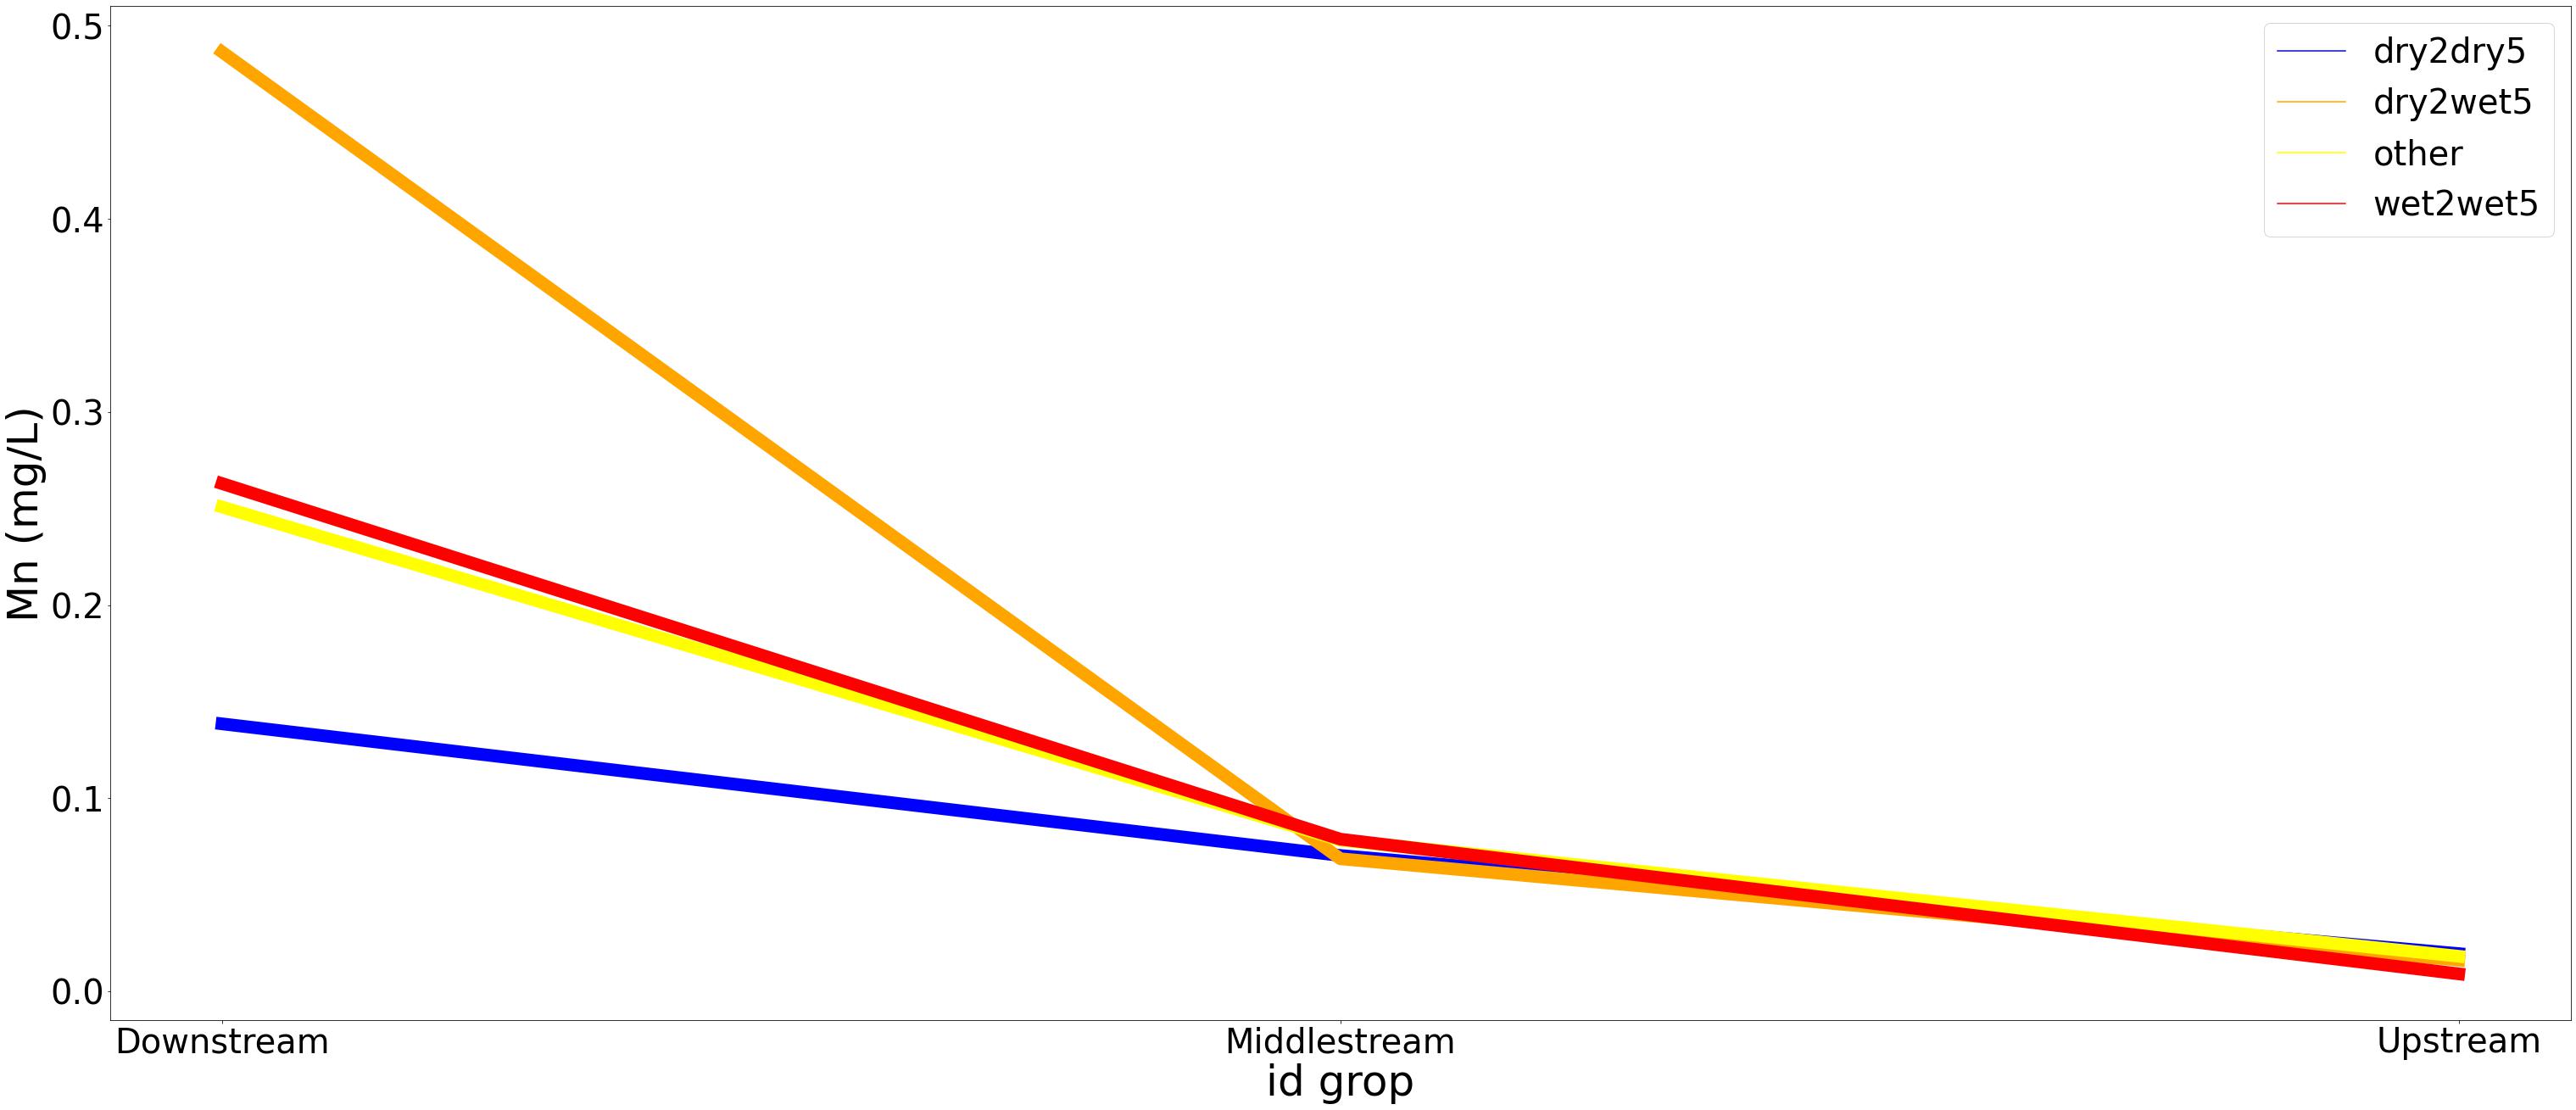 0.5
0.4
0.3
0.2
0.1
0.0
Mn (mg/L)
Downstream
Middlestream
Upstream
id grop
dry2dry5
dry2wet5
other
wet2wet5